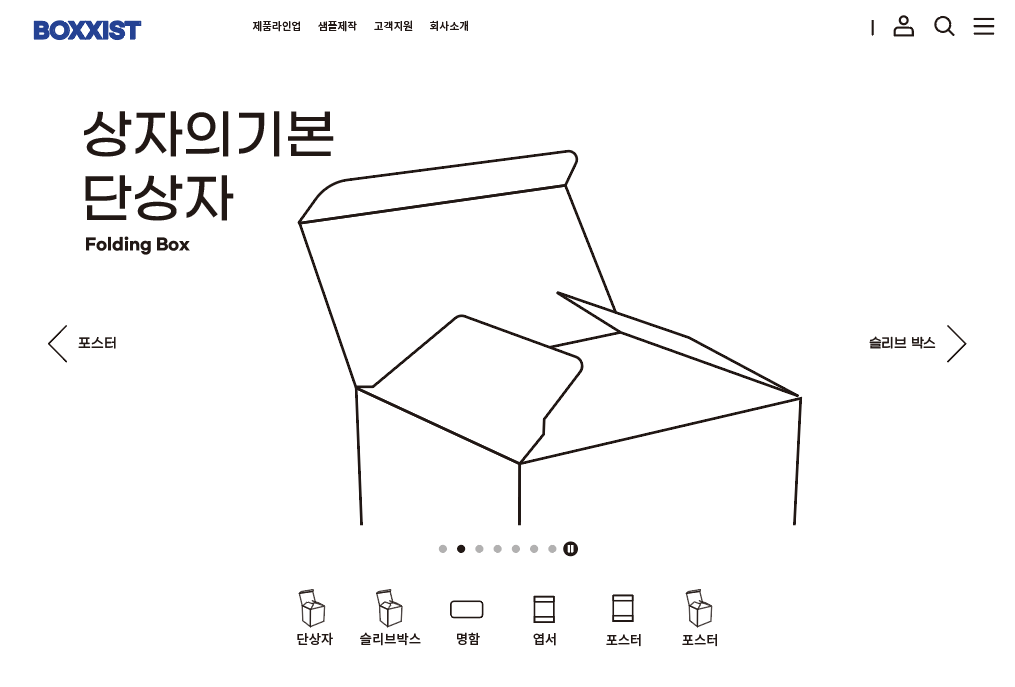 BOXXIST
제품라인업 샘플제작 고객지원 회사소개
상자의기본
단상자
Folding Box
포스터
슬리브 박스
단상자 슬리브박스 명함 엽서 포스터 포스터